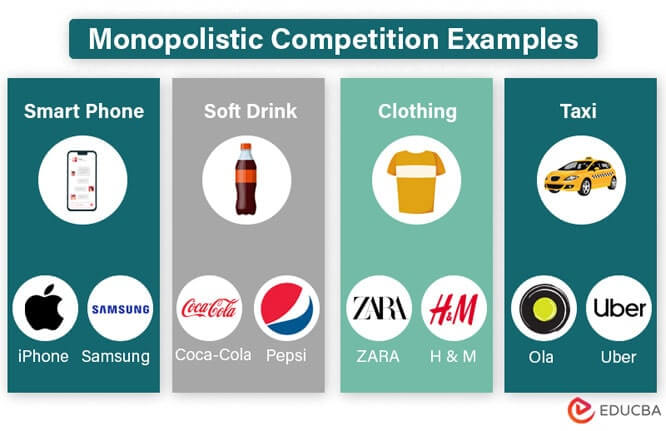 Monopolistic Competition Examples
Smart Phone
Soft Drink
Clothing
Taxi
SAMSUNG
Coca-Cola
ZARA
H&M
Uber
iPhone
Samsung
Coca-Cola
Pepsi
ZARA
H & M
Ola
Uber
EDUCBA